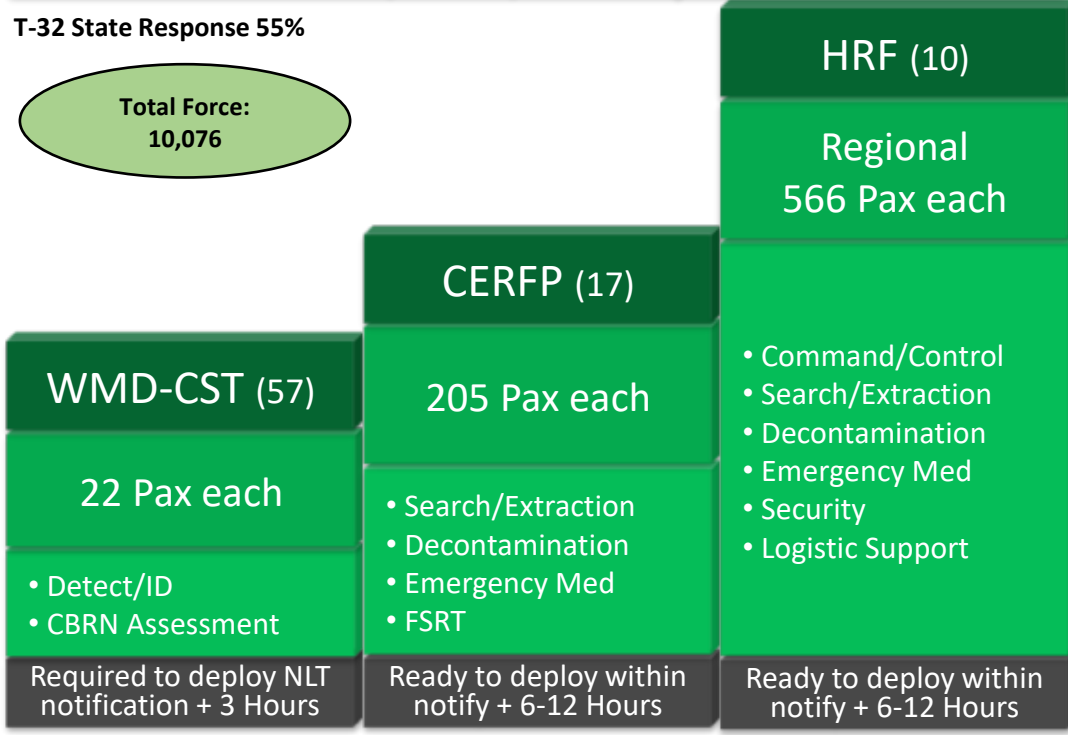 T-32 State Response 55%
Total Force:
10,076
WMD-CST (57)
22 Pax each
• Detect/ID
• CBRN Assessment
Required to deploy NLT
notification + 3 Hours
CERFP (17)
205 Pax each
• Search/Extraction
• Decontamination
• Emergency Med
• FSRT
Ready to deploy within
notify + 6-12 Hours
HRF (10)
Regional
566 Pax each
• Command/Control
• Search/Extraction
• Decontamination
• Emergency Med
• Security
• Logistic Support
Ready to deploy within
notify + 6-12 Hours